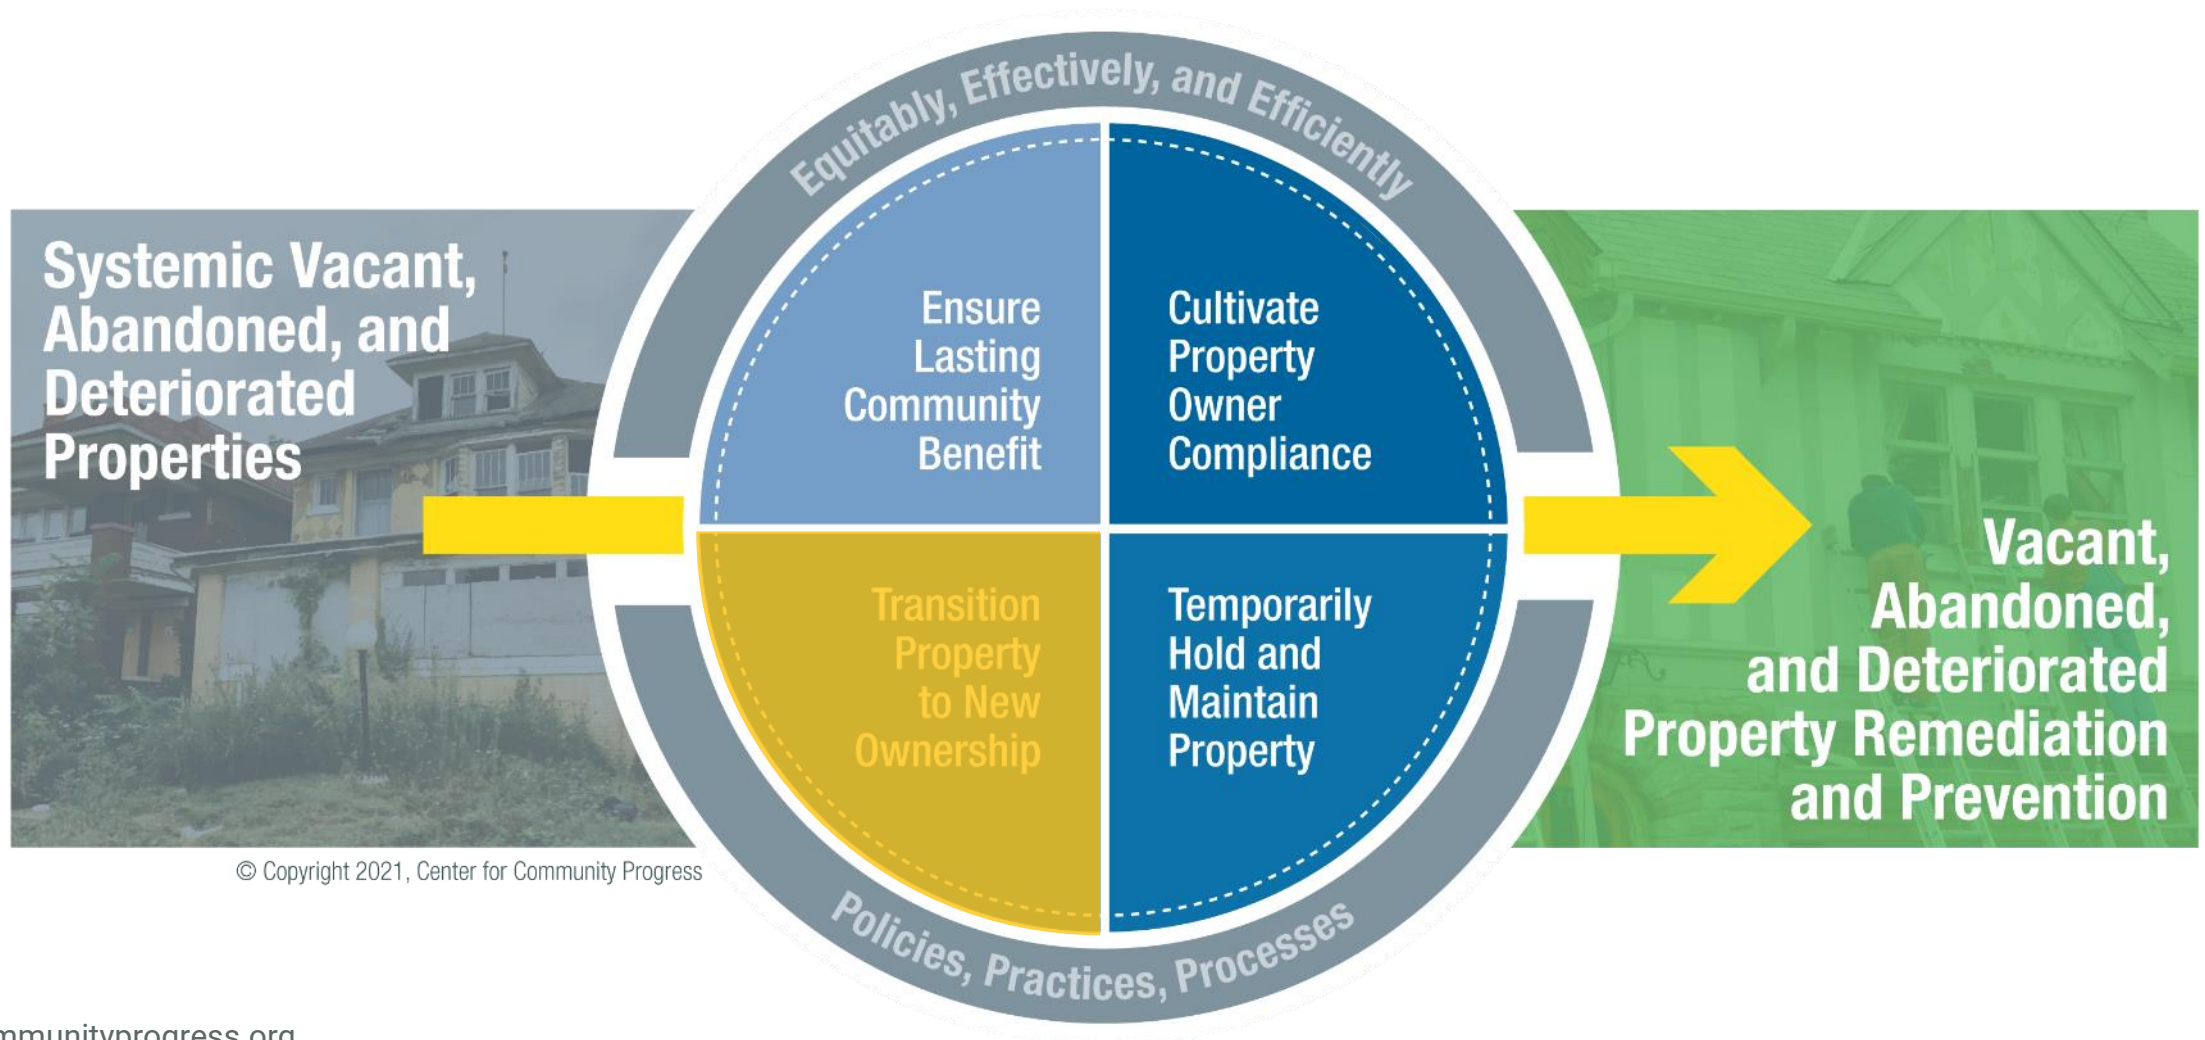 Equitably, Effectively, and Efficiently
Systemic Vacant,
Abandoned, and
Deteriorated
Properties
Ensure
Lasting
Community
Benefit
Cultivate
Property
Owner
Compliance
Transition
Property
to New
Ownership
Temporarily
Hold and
Maintain
Property
Vacant,
Abandoned,
and Deteriorated
Property Remediation
and Prevention
© Copyright 2021, Center for Community Progress
Policies, Practices, Processes
mmunityprogress.org